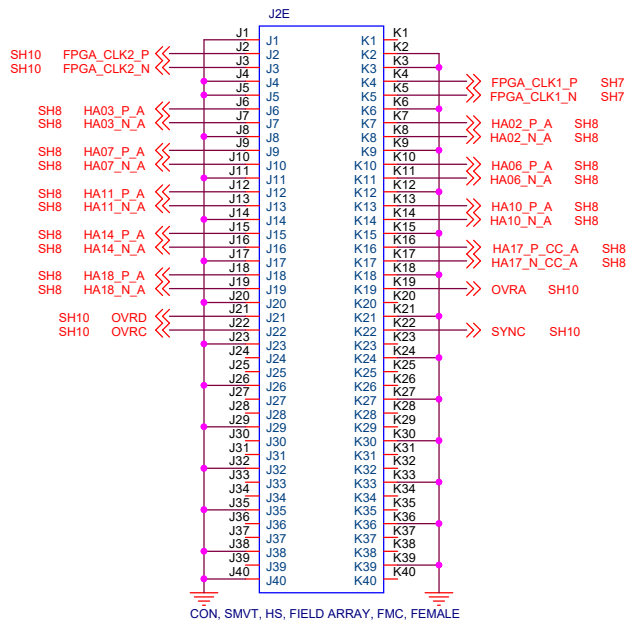 J2E
J1 J1 K1 K1
SH10 FPGA_CLK2_P J2 J2 K2 K2
SH10 FPGA_CLK2_N J3 J3 K3 K3
J4 J4 K4 K4 FPGA_CLK1_P SH7
J5 J5 K5 K5 FPGA_CLK1_N SH7
SH8 HA03_P_A J6 J6 K6 K6
SH8 HA03_N_A J7 J7 K7 K7 HA02_P_A SH8
J8 J8 K8 K8 HA02_N_A SH8
SH8 HA07_P_A J9 J9 K9 K9
SH8 HA07_N_A J10 J10 K10 K10 HA06_P_A SH8
J11 J11 K11 K11 HA06_N_A SH8
SH8 HA11_P_A J12 J12 K12 K12
SH8 HA11_N_A J13 J13 K13 K13 HA10_P_A SH8
J14 J14 K14 K14 HA10_N_A SH8
SH8 HA14_P_A J15 J15 K15 K15
SH8 HA14_N_A J16 J16 K16 K16 HA17_P_CC_A SH8
J17 J17 K17 K17 HA17_N_CC_A SH8
SH8 HA18_P_A J18 J18 K18 K18
SH8 HA18_N_A J19 J19 K19 K19 OVRA SH10
J20 J20 K20 K20
SH10 OVRD J21 J21 K21 K21
SH10 OVRC J22 J22 K22 K22 SYNC SH10
J23 J23 K23 K23
J24 J24 K24 K24
J25 J25 K25 K25
J26 J26 K26 K26
J27 J27 K27 K27
J28 J28 K28 K28
J29 J29 K29 K29
J30 J30 K30 K30
J31 J31 K31 K31
J32 J32 K32 K32
J33 J33 K33 K33
J34 J34 K34 K34
J35 J35 K35 K35
J36 J36 K36 K36
J37 J37 K37 K37
J38 J38 K38 K38
J39 J39 K39 K39
J40 J40 K40 K40
CON, SMVT, HS, FIELD ARRAY, FMC, FEMALE